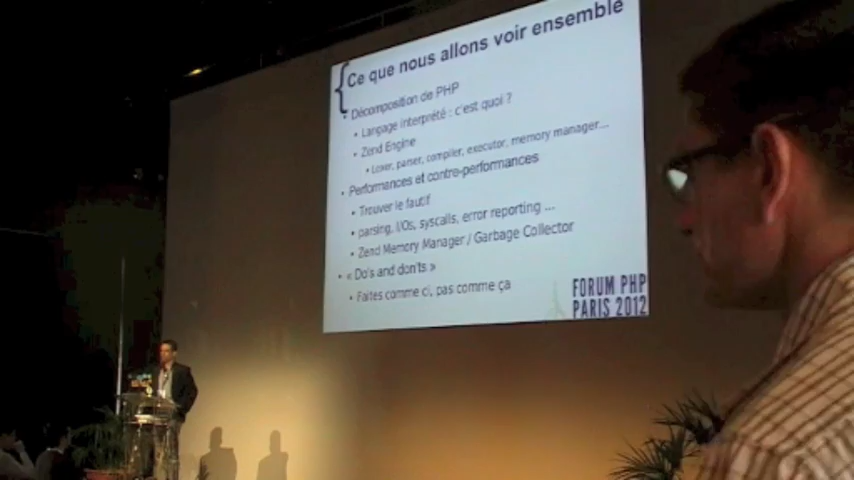 Ce que nous allons voir ensemble
• Décomposition de PHP
• Langage interprété : c'est quoi ?
• Zend Engine
• Lexer, parser, compiler, executor, memory manager...
• Performances et contre-performances
• Trouver le fautif
• parsing, I/Os, syscalls, error reporting ...
• Zend Memory Manager / Garbage Collector
• « Do's and don'ts »
• Faites comme ci, pas comme ça
FORUM PHP
PARIS 2012